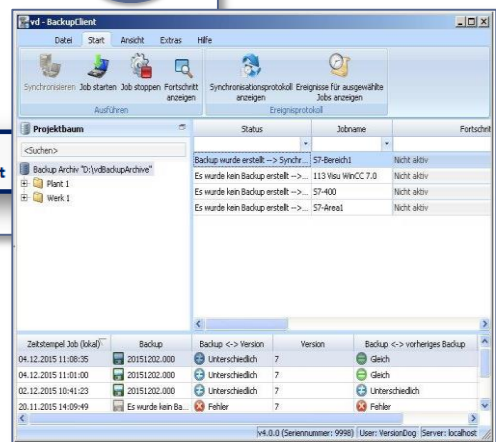 vd - BackupClient
Datei Start Ansicht Extras Hilfe
Synchronisieren Job starten Job stoppen Fortschritt anzeigen Synchronisationsprotokoll anzeigen Ereignisse für ausgewählte Jobs anzeigen
Ausführen Ereignisprotokoll
Projektbaum
<Suchen>
Backup Archiv "D:\vdBackupArchive"
Plant 1
Werk 1
Status Jobname Fortschrit
Backup wurde erstellt --> Synchr... S7-Bereich1 Nicht aktiv
Es wurde kein Backup erstellt -->... 113 Visu WinCC 7.0 Nicht aktiv
Es wurde kein Backup erstellt -->... S7-400 Nicht aktiv
Es wurde kein Backup erstellt -->... S7-Area1 Nicht aktiv
t
Zeitstempel Job (lokal) Backup Backup <-> Version Version Backup <-> vorheriges Backup
04.12.2015 11:08:35 20151202.000 Unterschiedlich 7 Gleich
04.12.2015 11:01:00 20151202.000 Unterschiedlich 7 Gleich
02.12.2015 10:41:23 20151202.000 Unterschiedlich 7 Unterschiedlich
20.11.2015 14:09:49 Es wurde kein Ba... Fehler 7 Fehler
v4.0.0 (Seriennummer: 9998) User: VersionDog Server: localhost